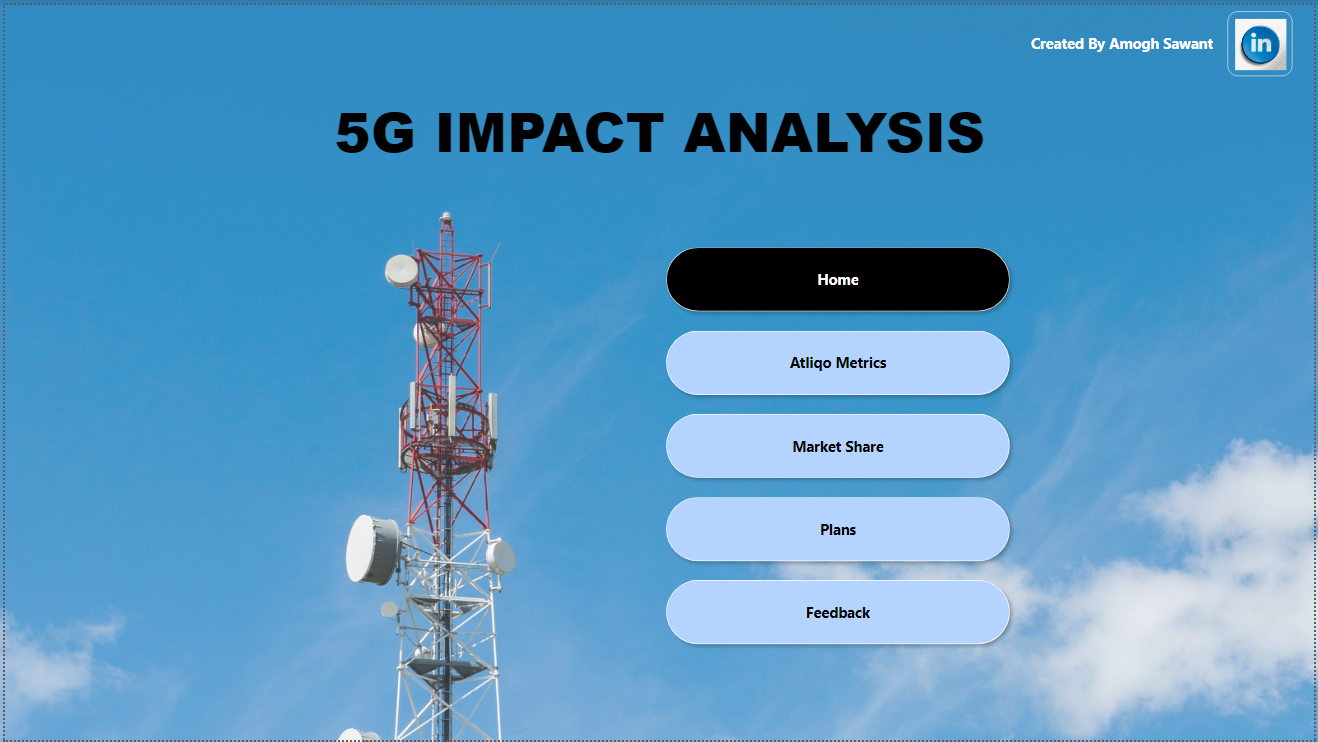 Created By Amogh Sawant
in
5G IMPACT ANALYSIS
Home
Atliqo Metrics
Market Share
Plans
Feedback